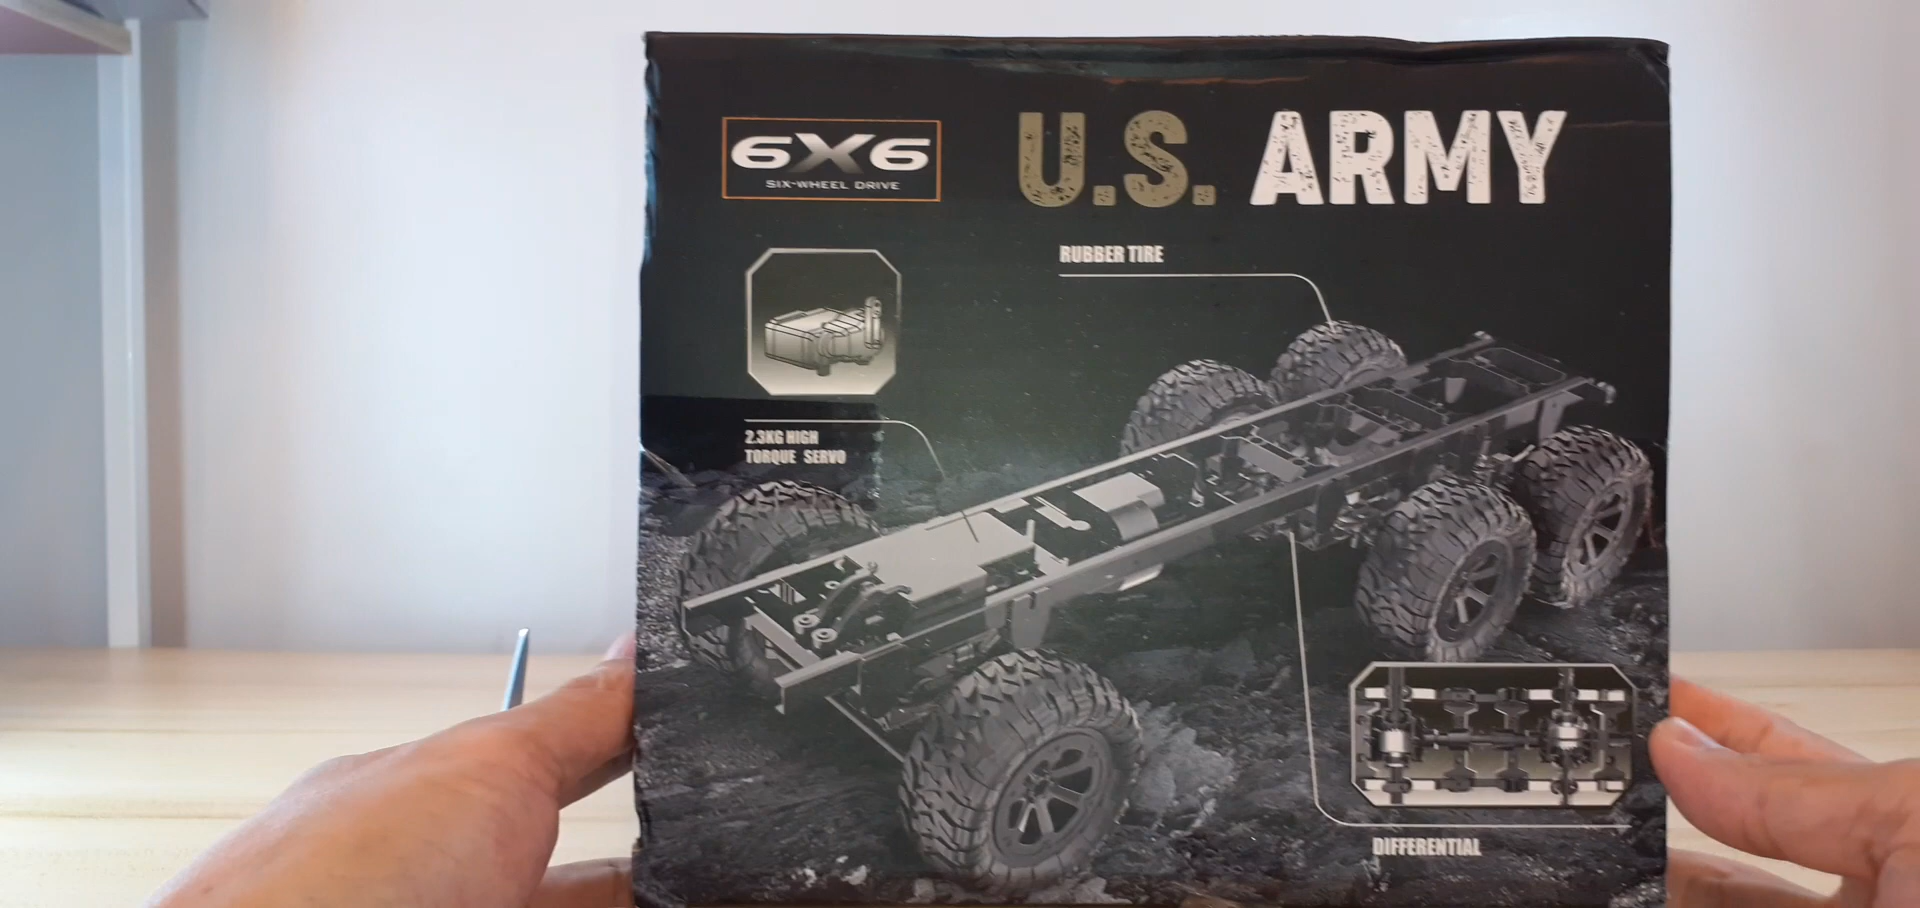 6X6
SIX-WHEEL DRIVE
U.S. ARMY
RUBBER TIRE
2.3KG HIGH
TORQUE SERVO
DIFFERENTIAL